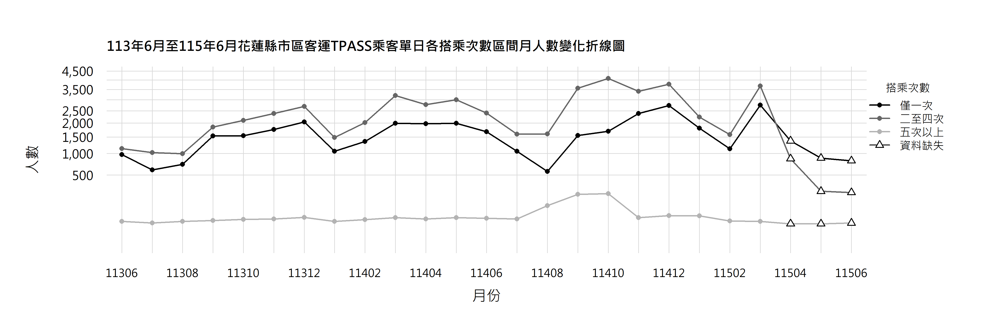 113年6月至115年6月花蓮縣市區客運TPASS乘客單日各搭乘次數區間月人數變化折線圖
4,500
3,500
2,500
2,000
1,500
1,000
500
人數
搭乘次數
僅一次
二至四次
五次以上
資料缺失
11306 11308 11310 11312 11402 11404 11406 11408 11410 11412 11502 11504 11506
月份